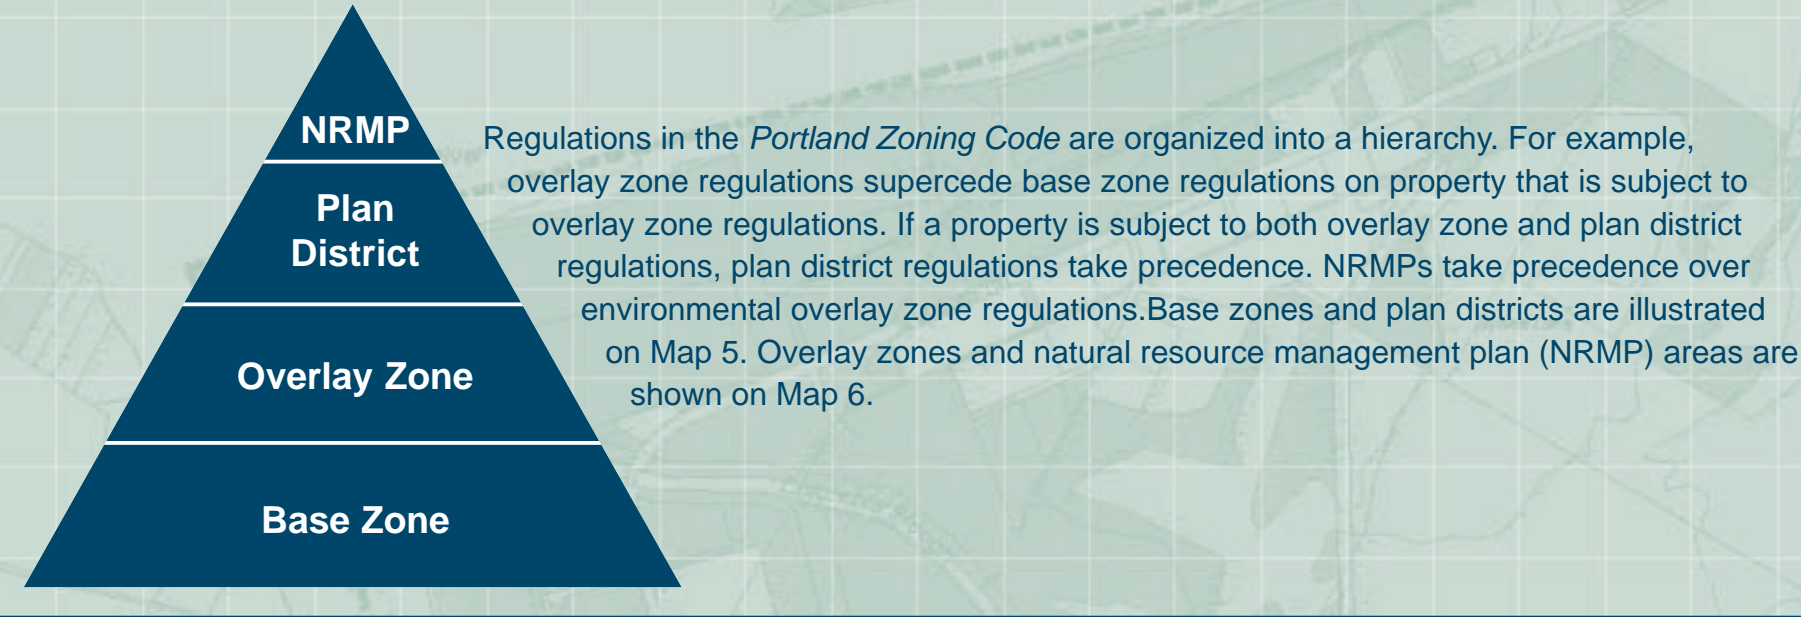 NRMP
Plan
District
Overlay Zone
Base Zone
Regulations in the Portland Zoning Code are organized into a hierarchy. For example,
overlay zone regulations supercede base zone regulations on property that is subject to
overlay zone regulations. If a property is subject to both overlay zone and plan district
regulations, plan district regulations take precedence. NRMPs take precedence over
environmental overlay zone regulations.Base zones and plan districts are illustrated
on Map 5. Overlay zones and natural resource management plan (NRMP) areas are
shown on Map 6.